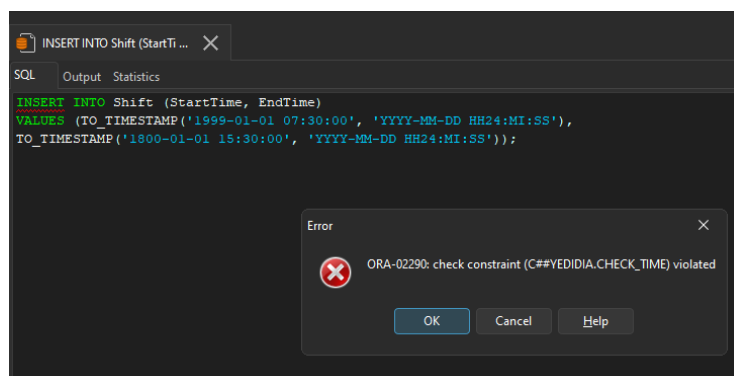 INSERT INTO Shift (StartTi ...
SQL Output Statistics
INSERT INTO Shift (StartTime, EndTime)
VALUES (TO_TIMESTAMP('1999-01-01 07:30:00', 'YYYY-MM-DD HH24:MI:SS'),
TO_TIMESTAMP('1800-01-01 15:30:00', 'YYYY-MM-DD HH24:MI:SS'));
Error
ORA-02290: check constraint (C##YEDIDIA.CHECK_TIME) violated
OK Cancel Help